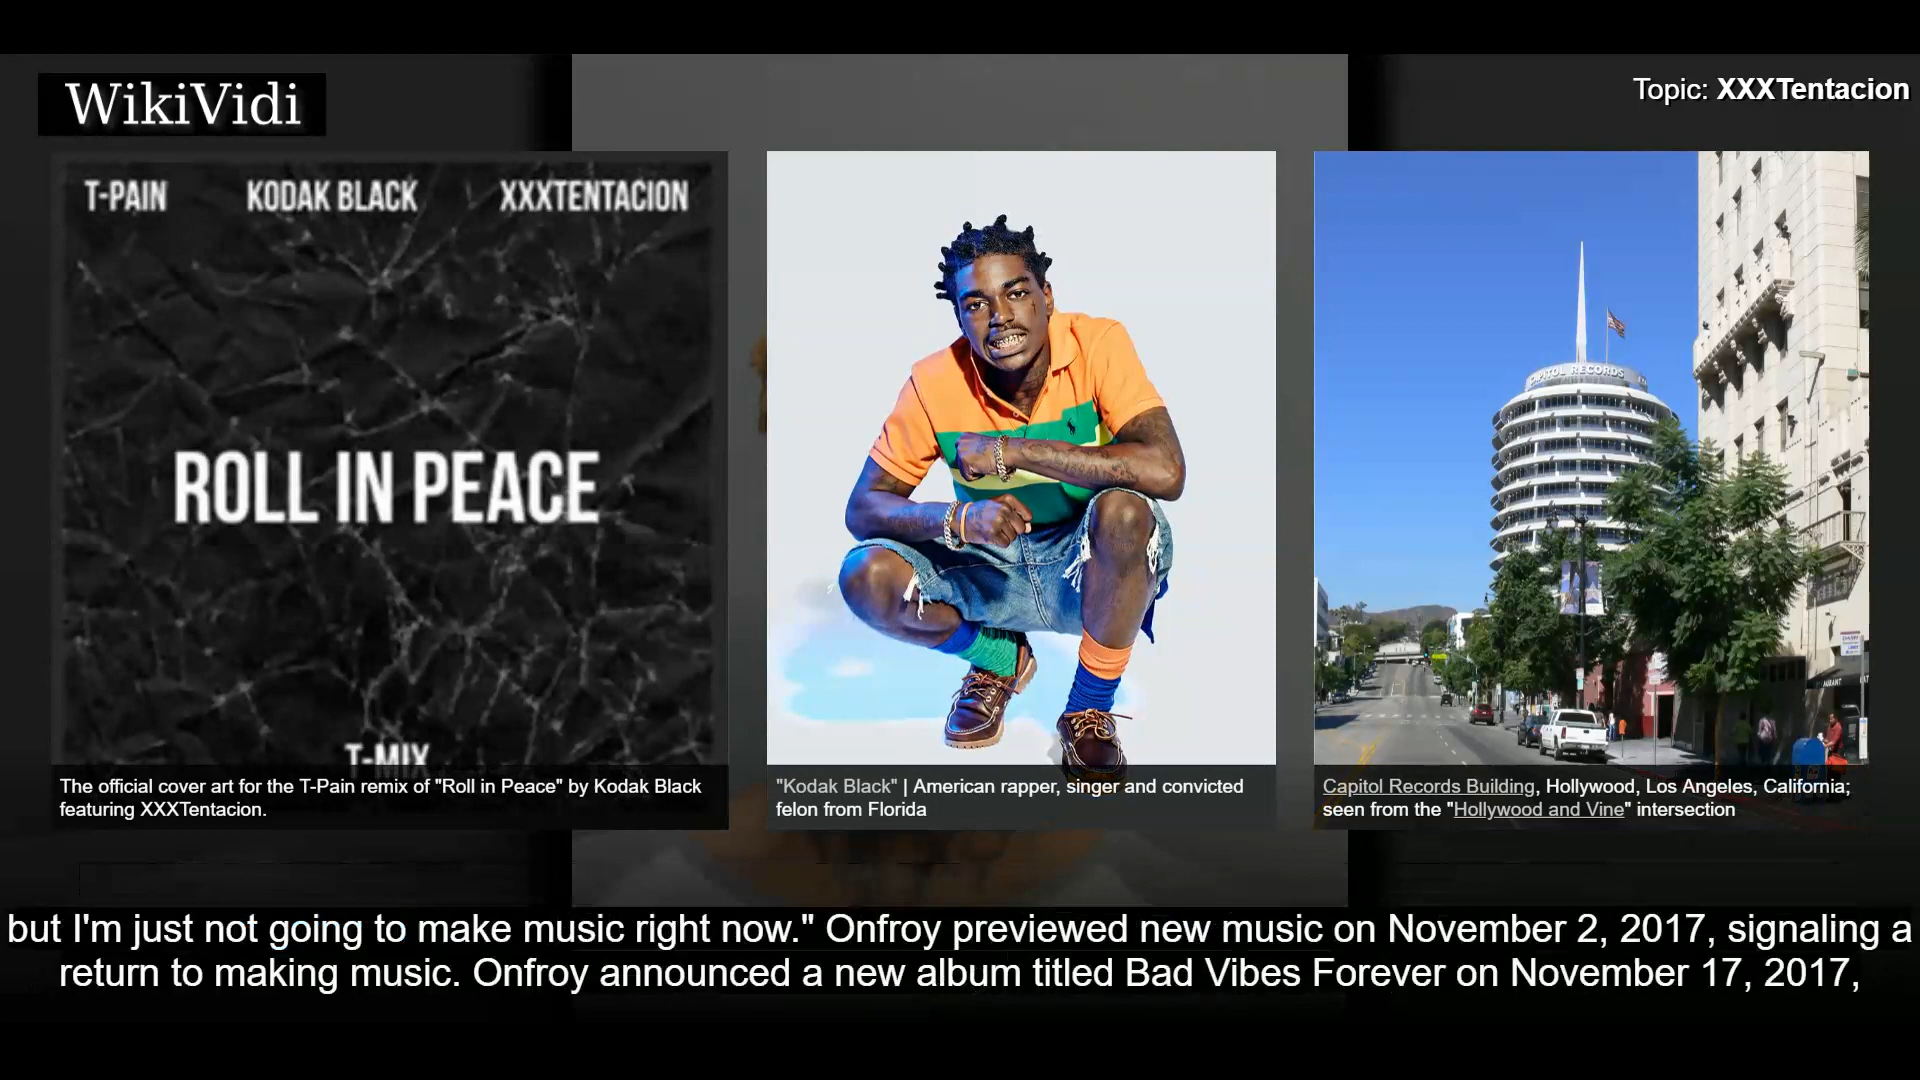 WikiVidi
Topic: XXXTentacion
T-PAIN KODAK BLACK XXXTENTACION
ROLL IN PEACE
T-MIX
The official cover art for the T-Pain remix of "Roll in Peace" by Kodak Black
featuring XXXTentacion.
"Kodak Black" | American rapper, singer and convicted
felon from Florida
CAPITOL RECORDS
Capitol Records Building, Hollywood, Los Angeles, California;
seen from the "Hollywood and Vine" intersection
but I'm just not going to make music right now." Onfroy previewed new music on November 2, 2017, signaling a
return to making music. Onfroy announced a new album titled Bad Vibes Forever on November 17, 2017,